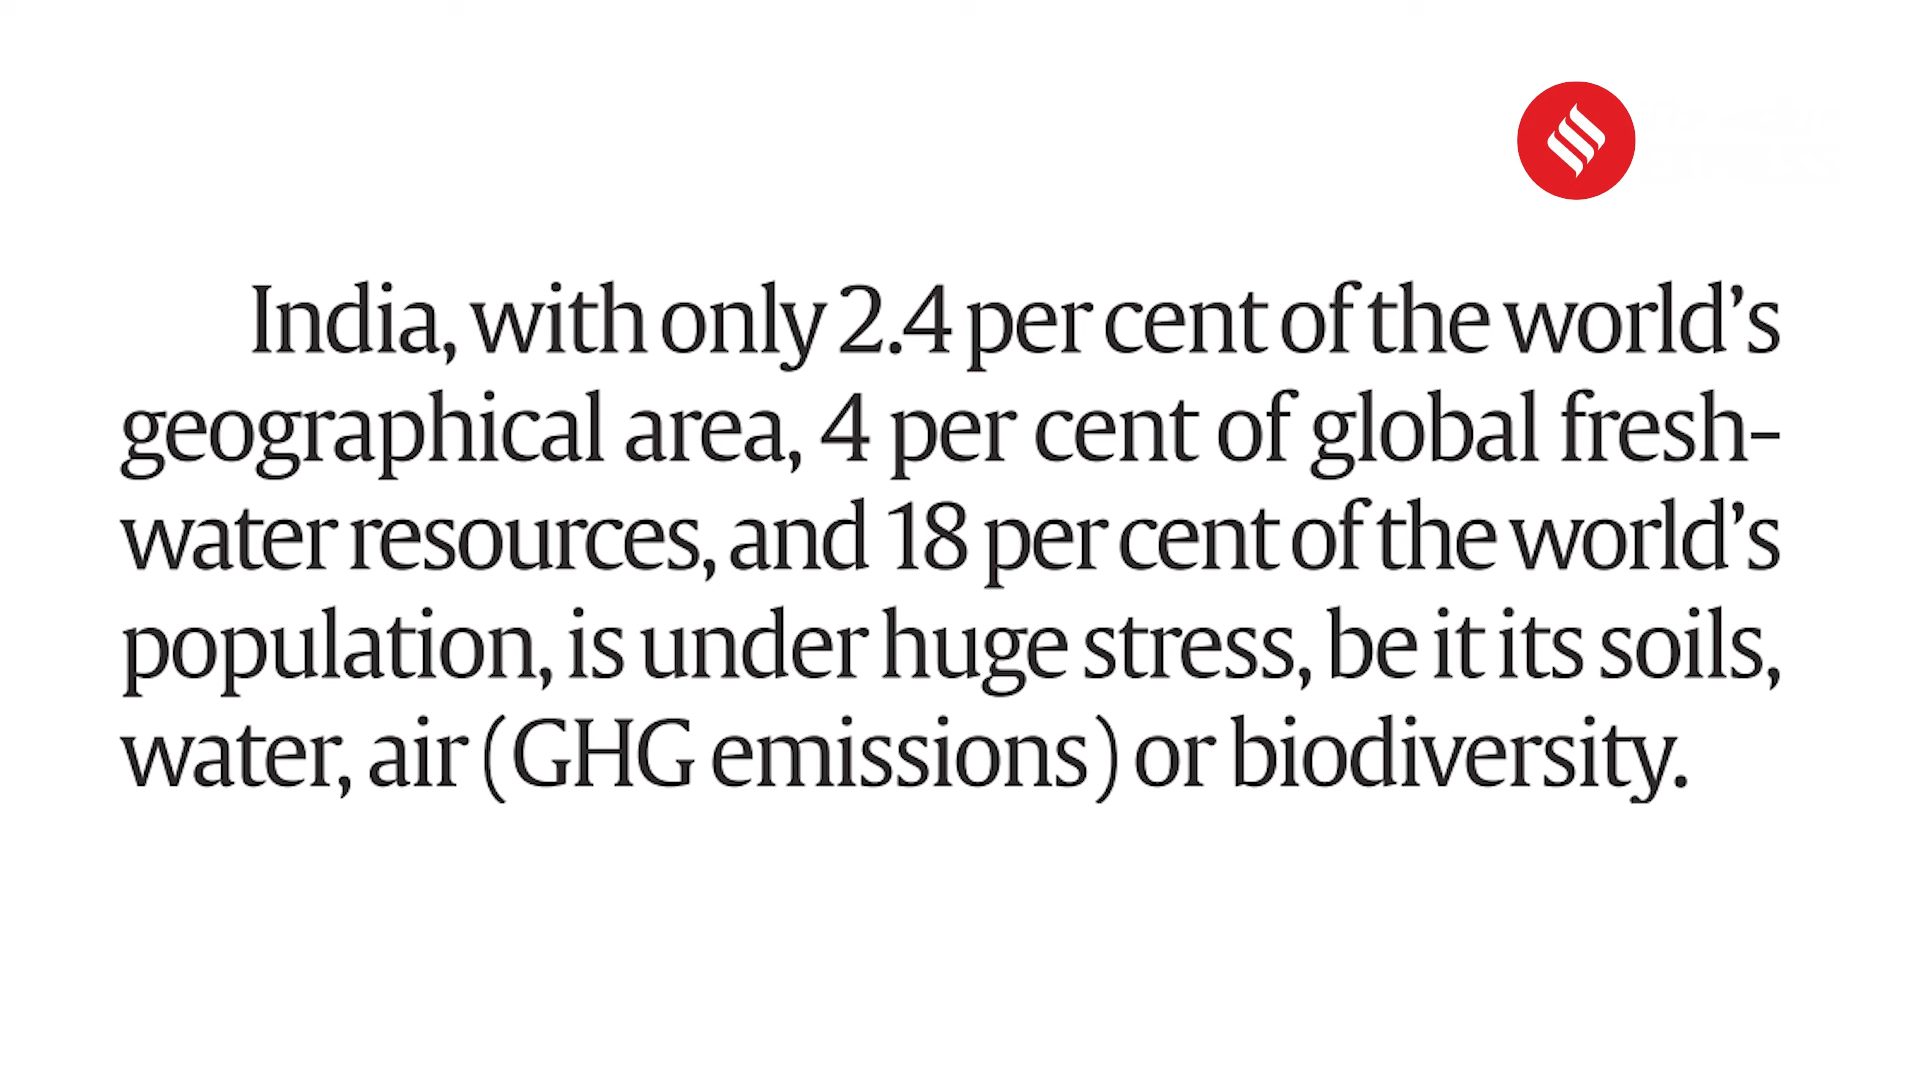 India, with only 2.4 per cent of the world’s
geographical area, 4 per cent of global fresh-
water resources, and 18 per cent of the world’s
population, is under huge stress, be it its soils,
water, air (GHG emissions) or biodiversity.